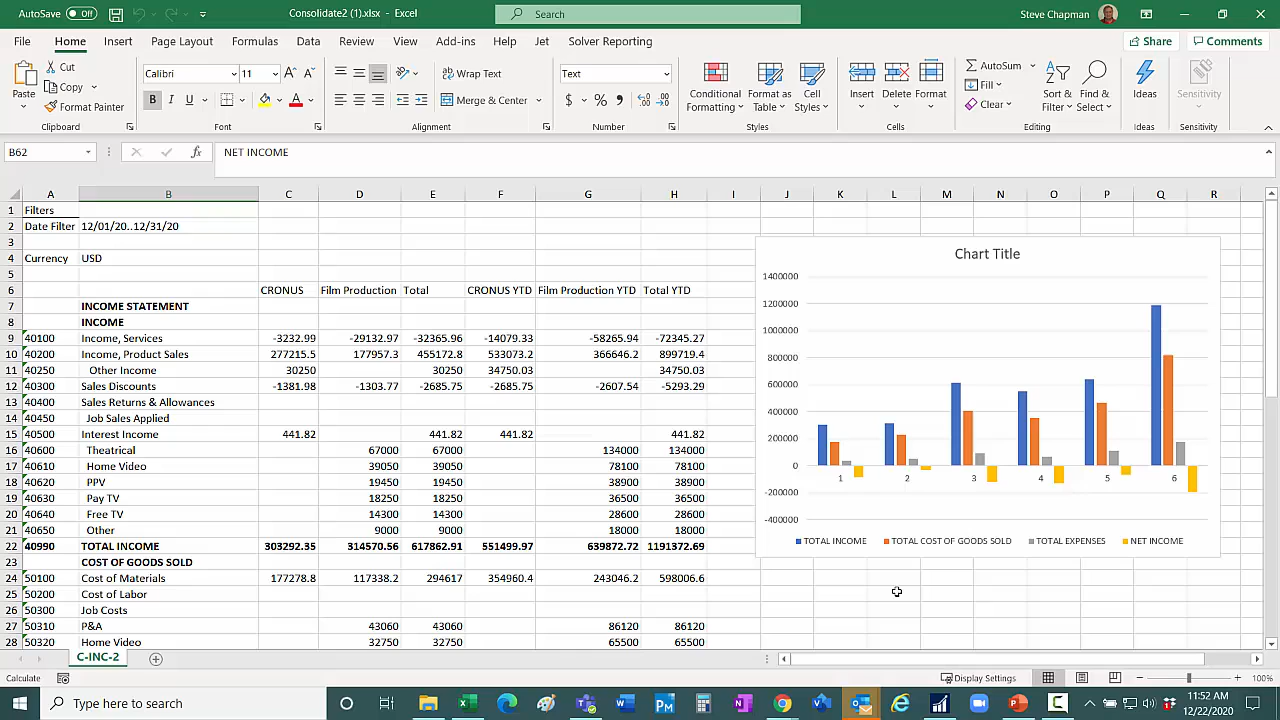 AutoSave Off Consolidate2 (1).xlsx - Excel Search Steve Chapman
File Home Insert Page Layout Formulas Data Review View Add-ins Help Jet Solver Reporting Share Comments
Paste Cut Copy Format Painter
Calibri 11 B I U
Wrap Text Merge & Center
Text $ % ,
Conditional Formatting Format as Table Cell Styles
Insert Delete Format
AutoSum Fill Clear Sort & Filter Find & Select
Ideas Sensitivity
Clipboard Font Alignment Number Styles Cells Editing Ideas Sensitivity
B62 fx NET INCOME
A B C D E F G H I J K L M N O P Q R
1 Filters
2 Date Filter 12/01/20..12/31/20
3
4 Currency USD
5
6 CRONUS Film Production Total CRONUS YTD Film Production YTD Total YTD
7 INCOME STATEMENT
8 INCOME
9 40100 Income, Services -3232.99 -29132.97 -32365.96 -14079.33 -58265.94 -72345.27
10 40200 Income, Product Sales 277215.5 177957.3 455172.8 533073.2 366646.2 899719.4
11 40250 Other Income 30250 30250 34750.03 34750.03
12 40300 Sales Discounts -1381.98 -1303.77 -2685.75 -2685.75 -2607.54 -5293.29
13 40400 Sales Returns & Allowances
14 40450 Job Sales Applied
15 40500 Interest Income 441.82 441.82 441.82 441.82
16 40600 Theatrical 67000 67000 134000 134000
17 40610 Home Video 39050 39050 78100 78100
18 40620 PPV 19450 19450 38900 38900
19 40630 Pay TV 18250 18250 36500 36500
20 40640 Free TV 14300 14300 28600 28600
21 40650 Other 9000 9000 18000 18000
22 40990 TOTAL INCOME 303292.35 314570.56 617862.91 551499.97 639872.72 1191372.69
23 COST OF GOODS SOLD
24 50100 Cost of Materials 177278.8 117338.2 294617 354960.4 243046.2 598006.6
25 50200 Cost of Labor
26 50300 Job Costs
27 50310 P&A 43060 43060 86120 86120
28 50320 Home Video 32750 32750 65500 65500
Chart Title
1400000
1200000
1000000
800000
600000
400000
200000
0
1 2 3 4 5 6
-200000
-400000
TOTAL INCOME TOTAL COST OF GOODS SOLD TOTAL EXPENSES NET INCOME
C-INC-2
Calculate Display Settings 100%
Type here to search
11:52 AM
12/22/2020